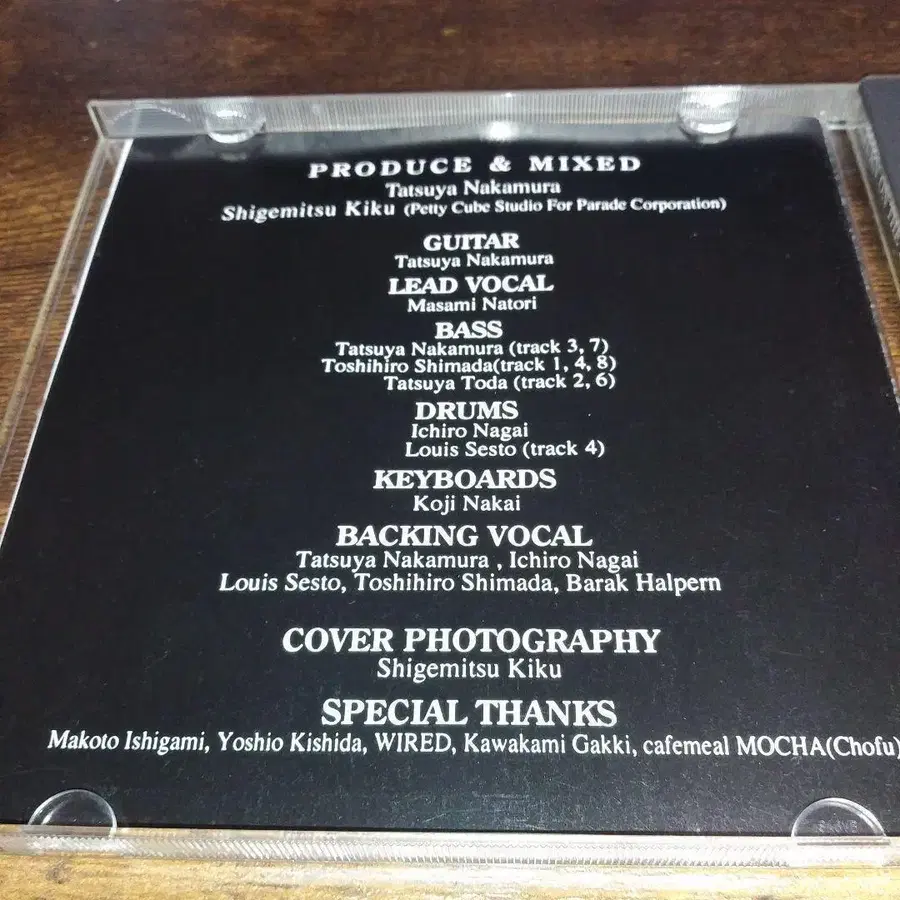 PRODUCE & MIXED
Tatsuya Nakamura
Shigemitsu Kiku (Petty Cube Studio For Parade Corporation)
GUITAR
Tatsuya Nakamura
LEAD VOCAL
Masami Natori
BASS
Tatsuya Nakamura (track 3, 7)
Toshihiro Shimada(track 1, 4, 8)
Tatsuya Toda (track 2, 6)
DRUMS
Ichiro Nagai
Louis Sesto (track 4)
KEYBOARDS
Koji Nakai
BACKING VOCAL
Tatsuya Nakamura , Ichiro Nagai
Louis Sesto, Toshihiro Shimada, Barak Halpern
COVER PHOTOGRAPHY
Shigemitsu Kiku
SPECIAL THANKS
Makoto Ishigami, Yoshio Kishida, WIRED, Kawakami Gakki, cafemeal MOCHA(Chofu)